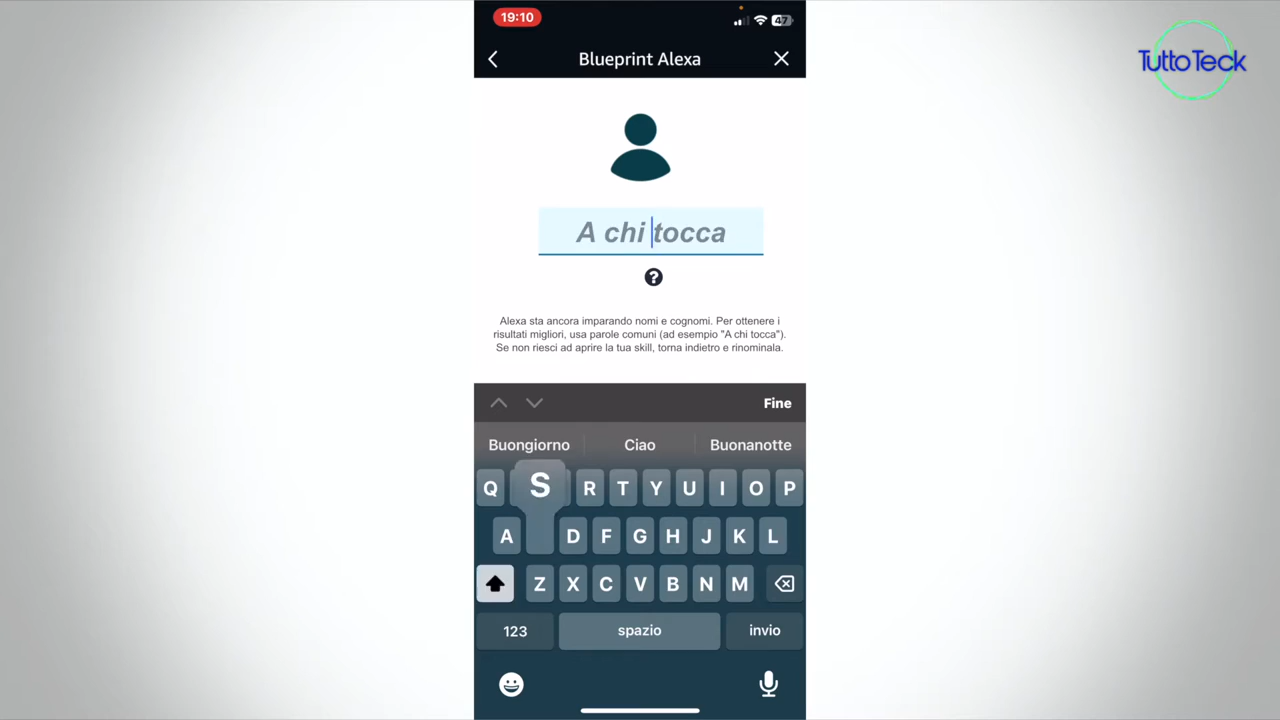 19:10
47
Blueprint Alexa
TuttoTeck
A chi tocca
?
Alexa sta ancora imparando nomi e cognomi. Per ottenere i
risultati migliori, usa parole comuni (ad esempio "A chi tocca").
Se non riesci ad aprire la tua skill, torna indietro e rinominala.
Fine
Buongiorno Ciao Buonanotte
Q S R T Y U I O P
A D F G H J K L
Z X C V B N M
123 spazio invio